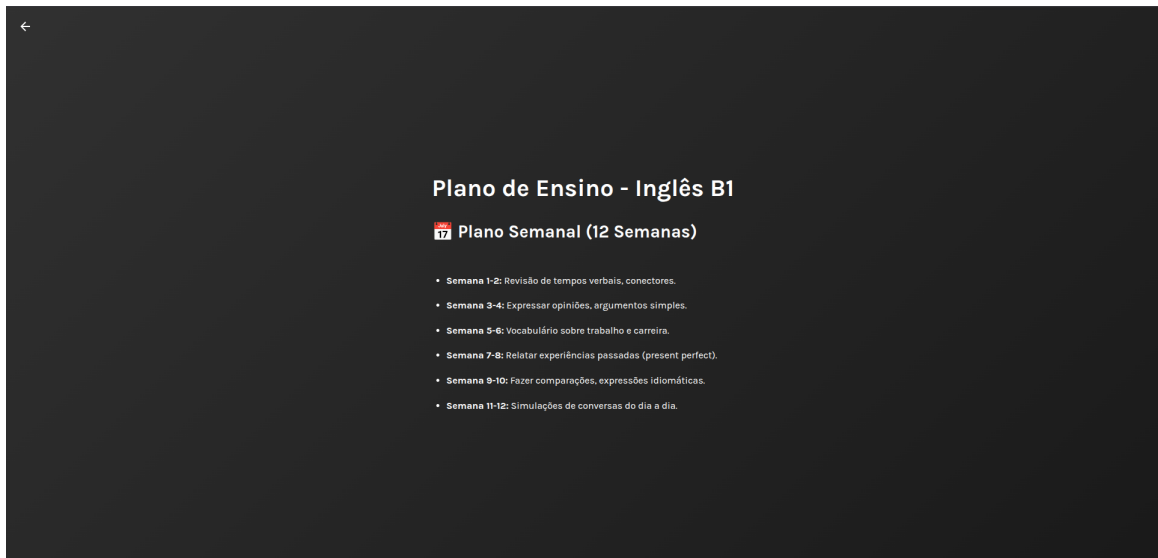 Plano de Ensino - Inglês B1
📅 Plano Semanal (12 Semanas)
• Semana 1-2: Revisão de tempos verbais, conectores.
• Semana 3-4: Expressar opiniões, argumentos simples.
• Semana 5-6: Vocabulário sobre trabalho e carreira.
• Semana 7-8: Relatar experiências passadas (present perfect).
• Semana 9-10: Fazer comparações, expressões idiomáticas.
• Semana 11-12: Simulações de conversas do dia a dia.